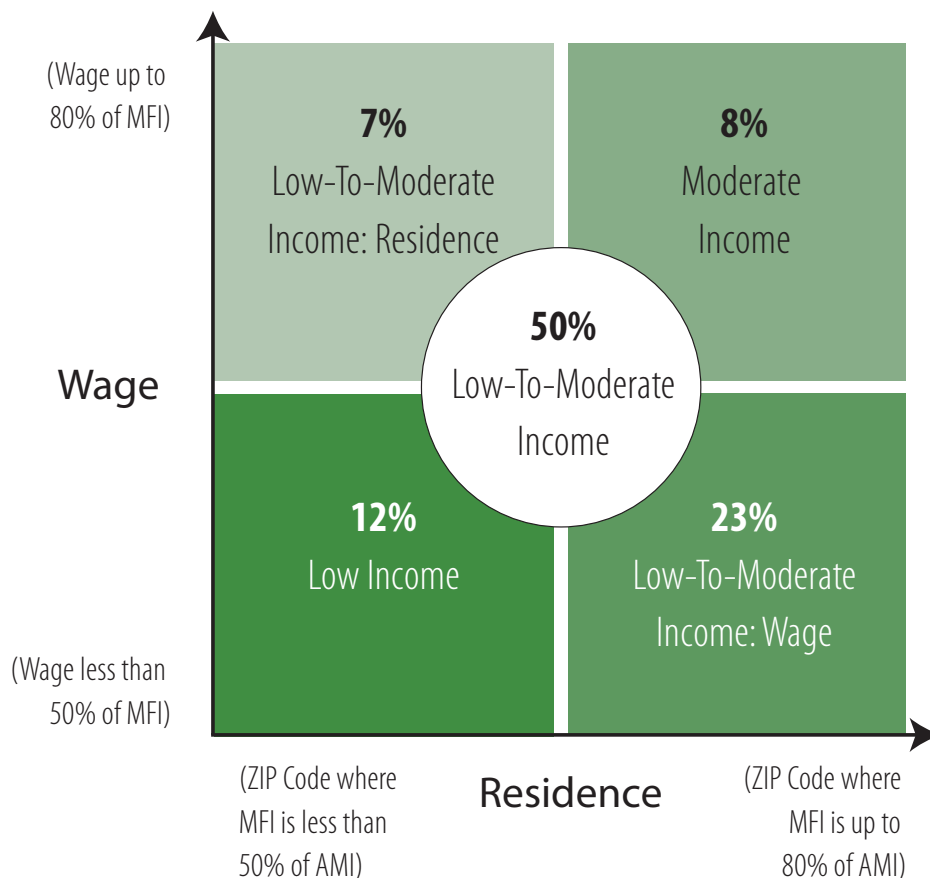 (Wage up to
80% of MFI)
7%
Low-To-Moderate
Income: Residence
8%
Moderate
Income
50%
Low-To-Moderate
Income
Wage
12%
Low Income
23%
Low-To-Moderate
Income: Wage
(Wage less than
50% of MFI)
(ZIP Code where
MFI is less than
50% of AMI)
Residence
(ZIP Code where
MFI is up to
80% of AMI)